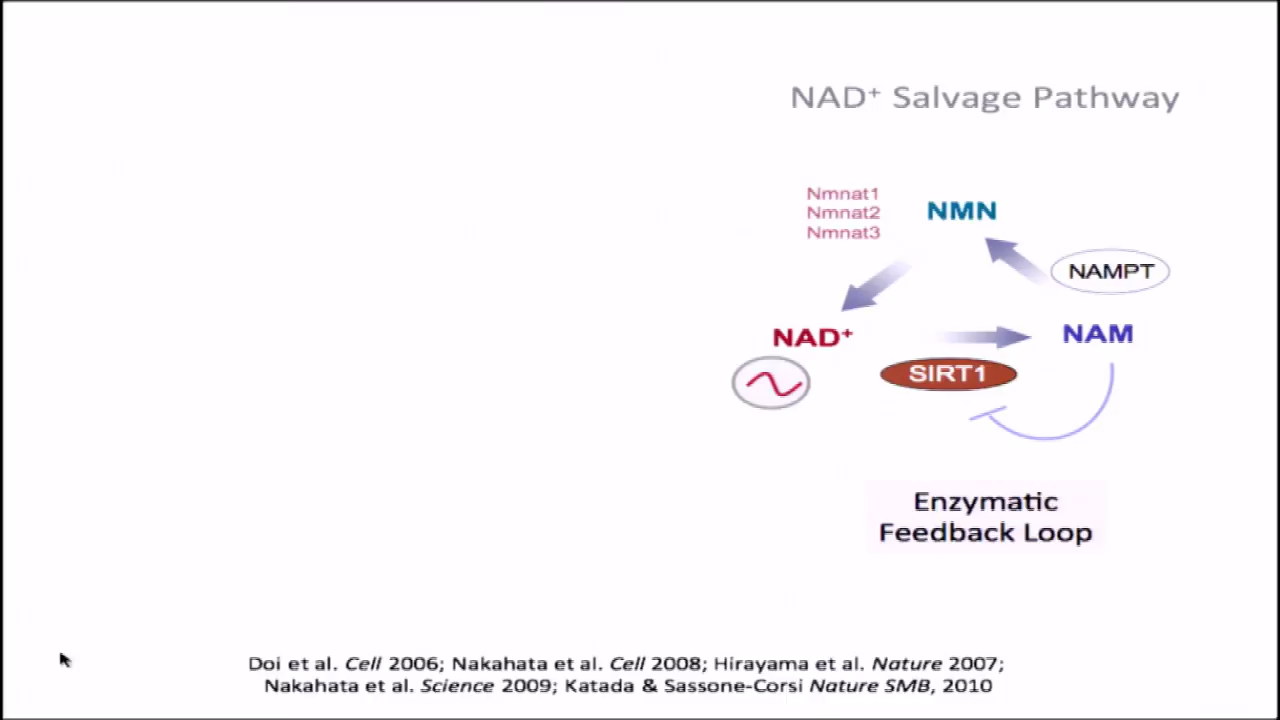 NAD⁺ Salvage Pathway
Nmnat1
Nmnat2
Nmnat3
NMN
NAMPT
NAD⁺
NAM
SIRT1
Enzymatic
Feedback Loop
Doi et al. Cell 2006; Nakahata et al. Cell 2008; Hirayama et al. Nature 2007;
Nakahata et al. Science 2009; Katada & Sassone-Corsi Nature SMB, 2010